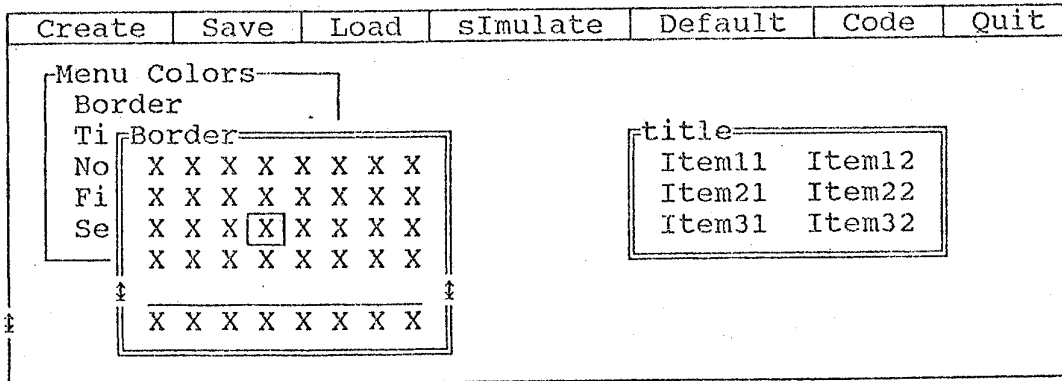 Create Save Load sImulate Default Code Quit
Menu Colors
Border
Ti
Border
title
No
X X X X X X X X
Item11 Item12
Fi
X X X X X X X X
Item21 Item22
Se
X X X X X X X X
Item31 Item32
X X X X X X X X
X X X X X X X X